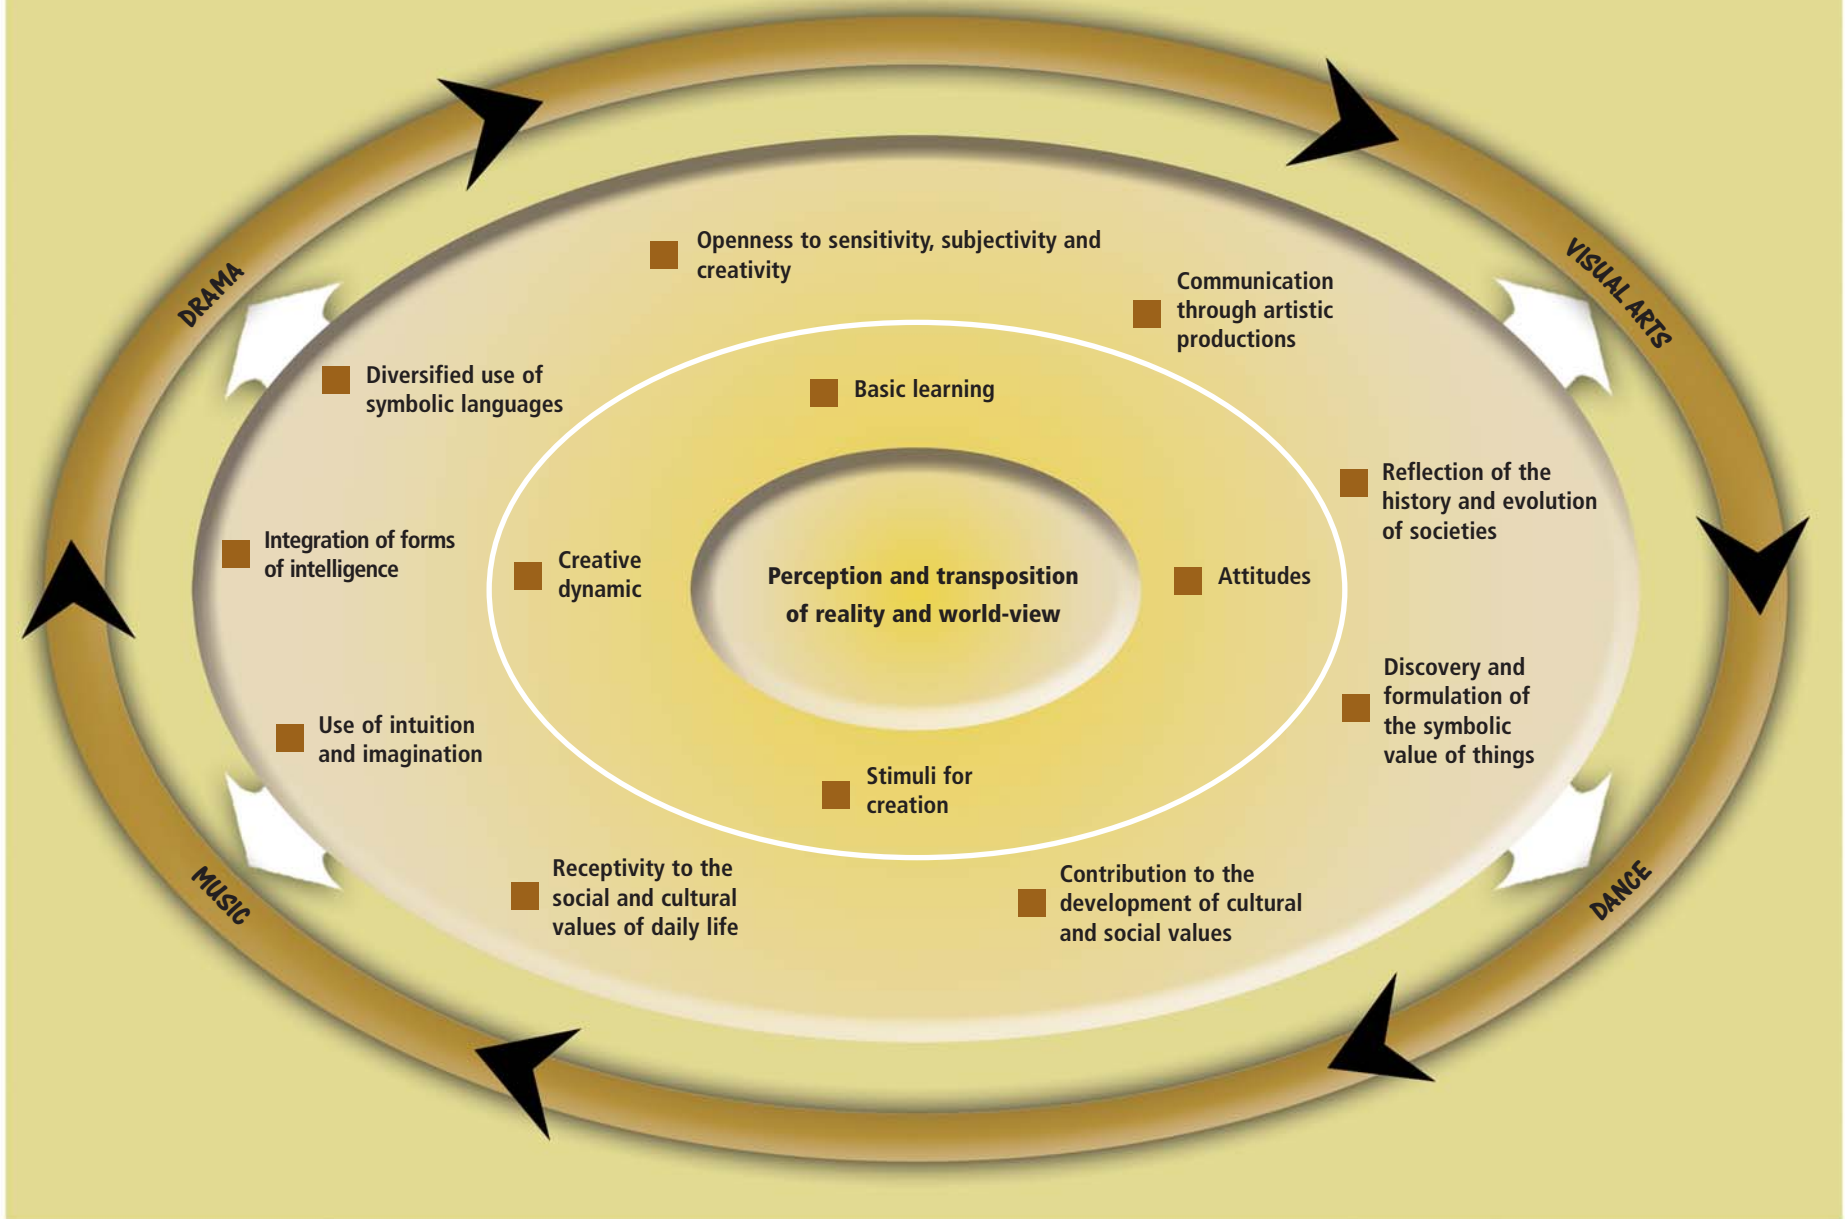 Openness to sensitivity, subjectivity and
creativity
Communication
through artistic
productions
DRAMA
VISUAL ARTS
Diversified use of
symbolic languages
Basic learning
Reflection of the
history and evolution
of societies
Integration of forms
of intelligence
Creative
dynamic
Perception and transposition
of reality and world-view
Attitudes
Discovery and
formulation of
the symbolic
value of things
Use of intuition
and imagination
Stimuli for
creation
Receptivity to the
social and cultural
values of daily life
Contribution to the
development of cultural
and social values
MUSIC
DANCE